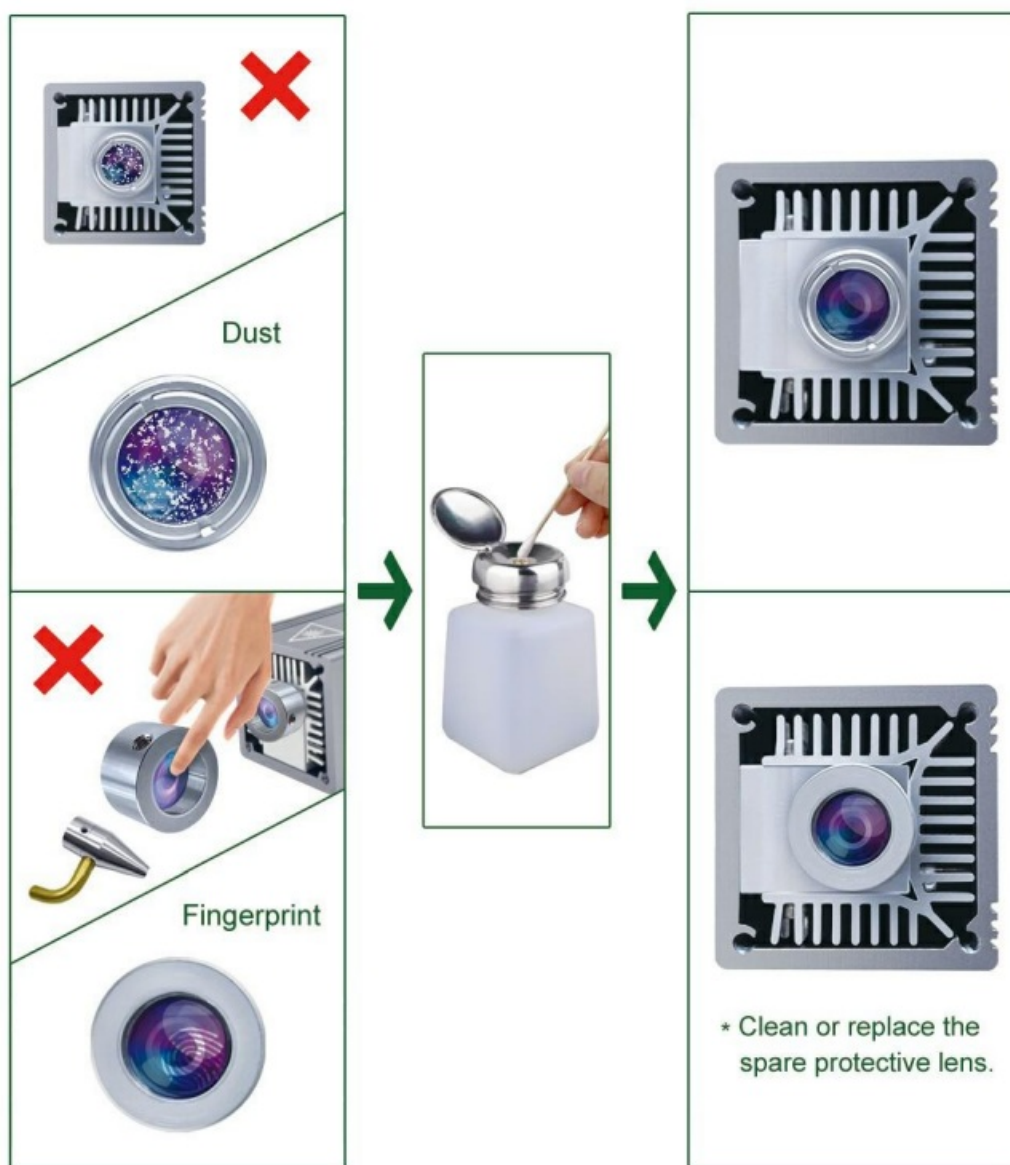 Dust
Fingerprint
* Clean or replace the
spare protective lens.